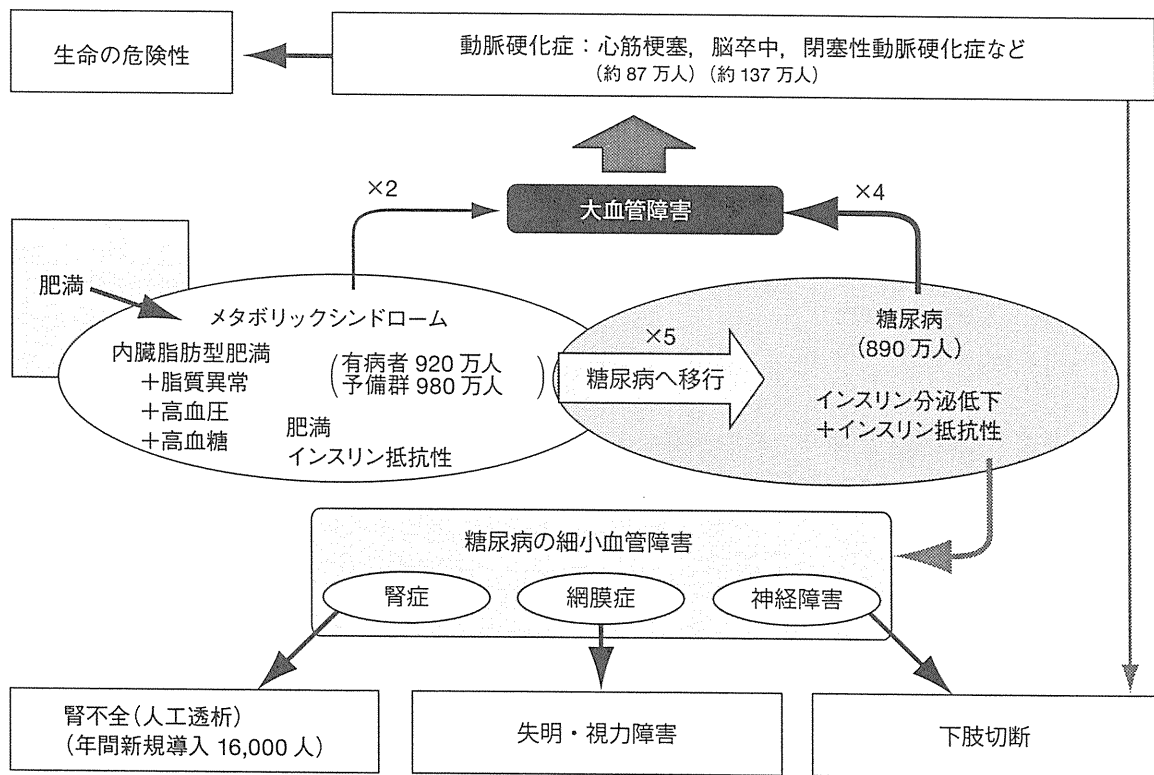 生命の危険性
動脈硬化症：心筋梗塞，脳卒中，閉塞性動脈硬化症など
（約 87 万人）（約 137 万人）
×2
大血管障害
×4
肥満
メタボリックシンドローム
内臓脂肪型肥満
＋脂質異常
＋高血圧
＋高血糖
（有病者 920 万人
予備群 980 万人）
肥満
インスリン抵抗性
×5
糖尿病へ移行
糖尿病
（890 万人）
インスリン分泌低下
＋インスリン抵抗性
糖尿病の細小血管障害
腎症
網膜症
神経障害
腎不全（人工透析）
（年間新規導入 16,000 人）
失明・視力障害
下肢切断